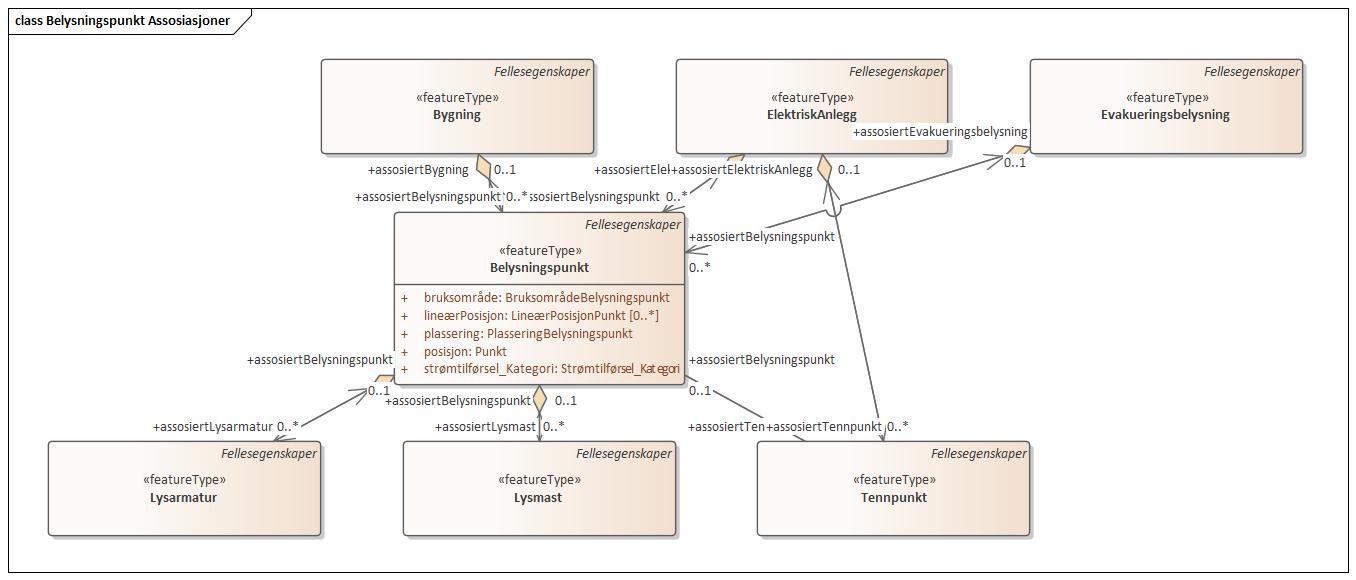 class Belysningspunkt Assosiasjoner
Fellesegenskaper
«featureType»
Bygning
Fellesegenskaper
«featureType»
ElektriskAnlegg
Fellesegenskaper
«featureType»
Evakueringsbelysning
+assosiertEvakueringsbelysning
0..1
+assosiertBygning 0..1
+assosiertElektriskAnlegg 0..1
+assosiertBelysningspunkt 0..*
0..*
+assosiertBelysningspunkt
0..*
Fellesegenskaper
«featureType»
Belysningspunkt
+ bruksområde: BruksområdeBelysningspunkt
+ lineærPosisjon: LineærPosisjonPunkt [0..*]
+ plassering: PlasseringBelysningspunkt
+ posisjon: Punkt
+ strømtilførsel_Kategori: Strømtilførsel_Kategori
+assosiertBelysningspunkt
0..1
+assosiertBelysningspunkt 0..1
+assosiertBelysningspunkt
0..1
+assosiertLysarmatur 0..*
+assosiertLysmast 0..*
+assosiertTennpunkt 0..*
Fellesegenskaper
«featureType»
Lysarmatur
Fellesegenskaper
«featureType»
Lysmast
Fellesegenskaper
«featureType»
Tennpunkt